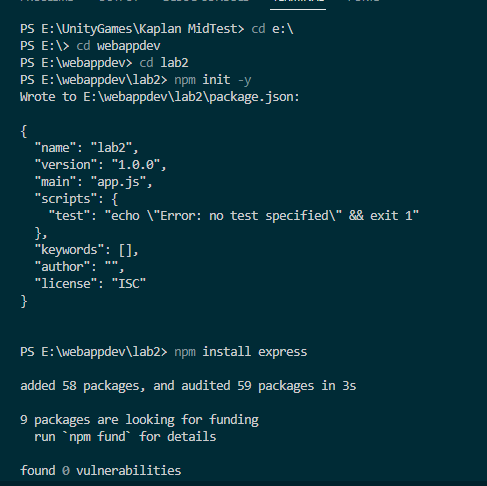 PS E:\UnityGames\Kaplan MidTest> cd e:\
PS E:\> cd webappdev
PS E:\webappdev> cd lab2
PS E:\webappdev\lab2> npm init -y
Wrote to E:\webappdev\lab2\package.json:

{
  "name": "lab2",
  "version": "1.0.0",
  "main": "app.js",
  "scripts": {
    "test": "echo \"Error: no test specified\" && exit 1"
  },
  "keywords": [],
  "author": "",
  "license": "ISC"
}

PS E:\webappdev\lab2> npm install express

added 58 packages, and audited 59 packages in 3s

9 packages are looking for funding
  run `npm fund` for details

found 0 vulnerabilities